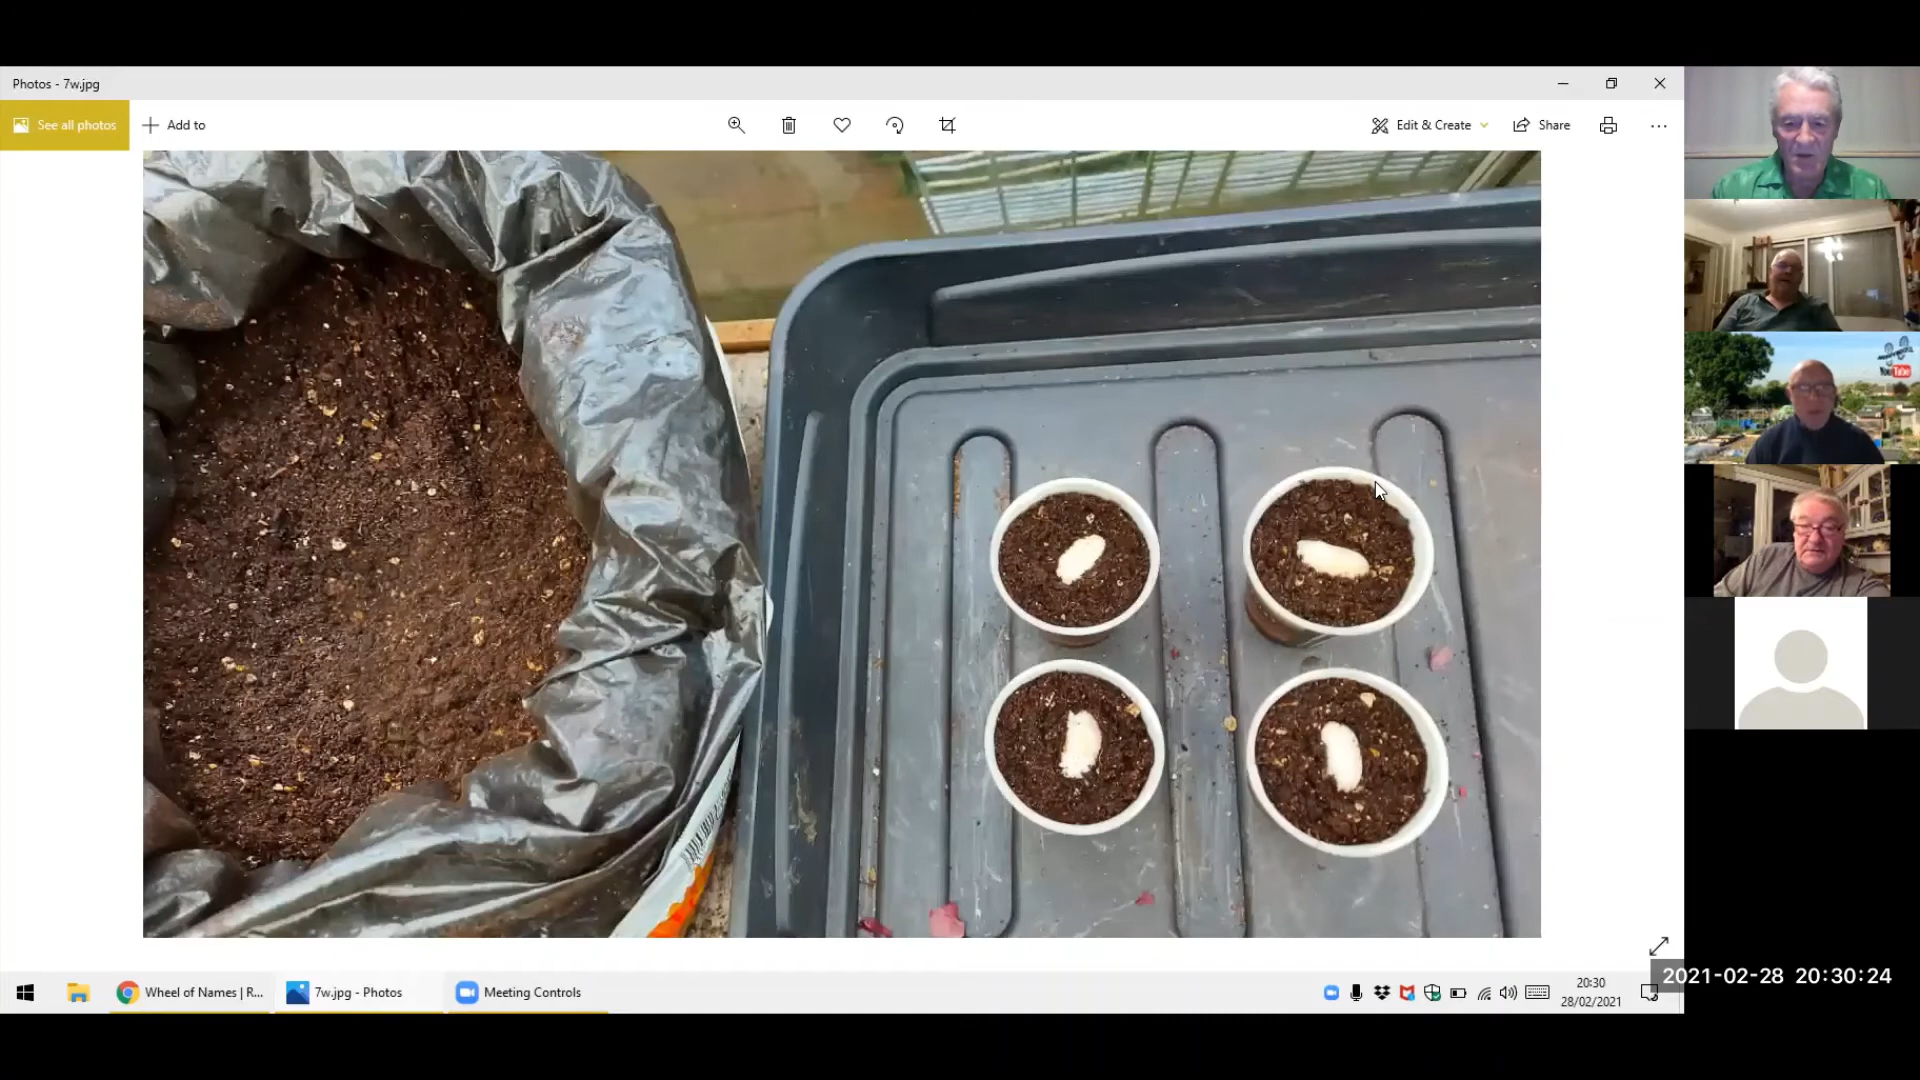 Photos - 7w.jpg
See all photos
Add to
Edit & Create
Share
YouTube
Wheel of Names | R...
7w.jpg - Photos
Meeting Controls
20:30
28/02/2021
2021-02-28 20:30:24